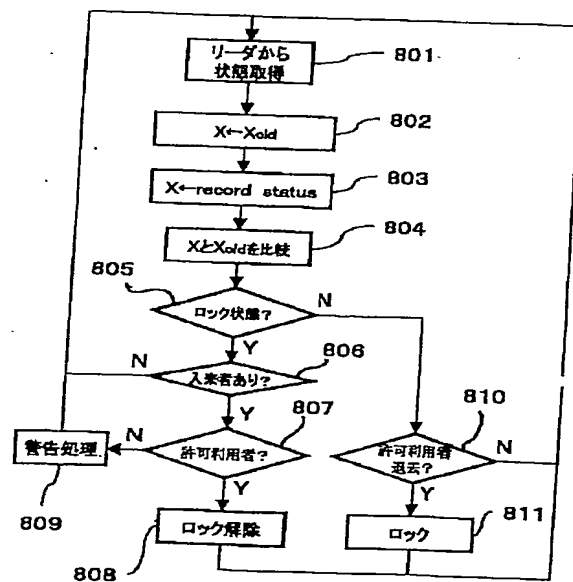 リーダから
状態取得
801
X←Xold
802
X←record status
803
XとXoldを比較
804
805
ロック状態?
N
Y
806
N
入来者あり?
Y
807
810
警告処理
N
許可利用者?
許可利用者
退去?
N
809
Y
Y
ロック解除
808
ロック
811